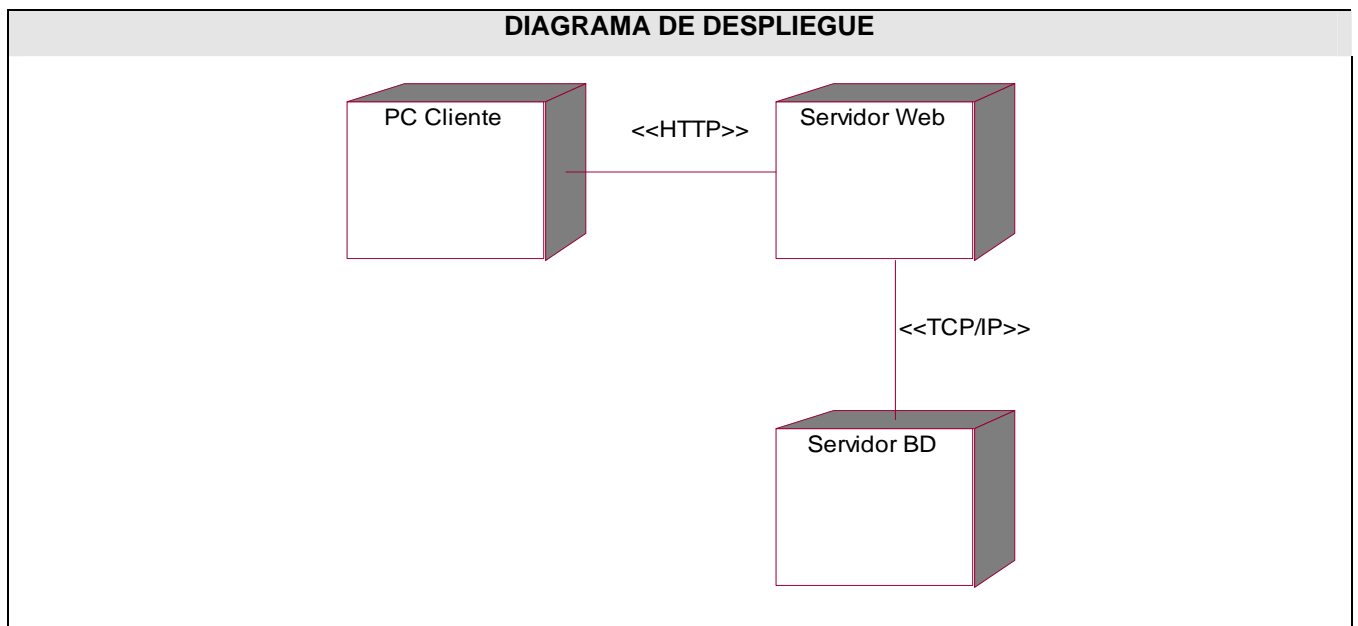 DIAGRAMA DE DESPLIEGUE
PC Cliente
<<HTTP>>
Servidor Web
<<TCP/IP>>
Servidor BD